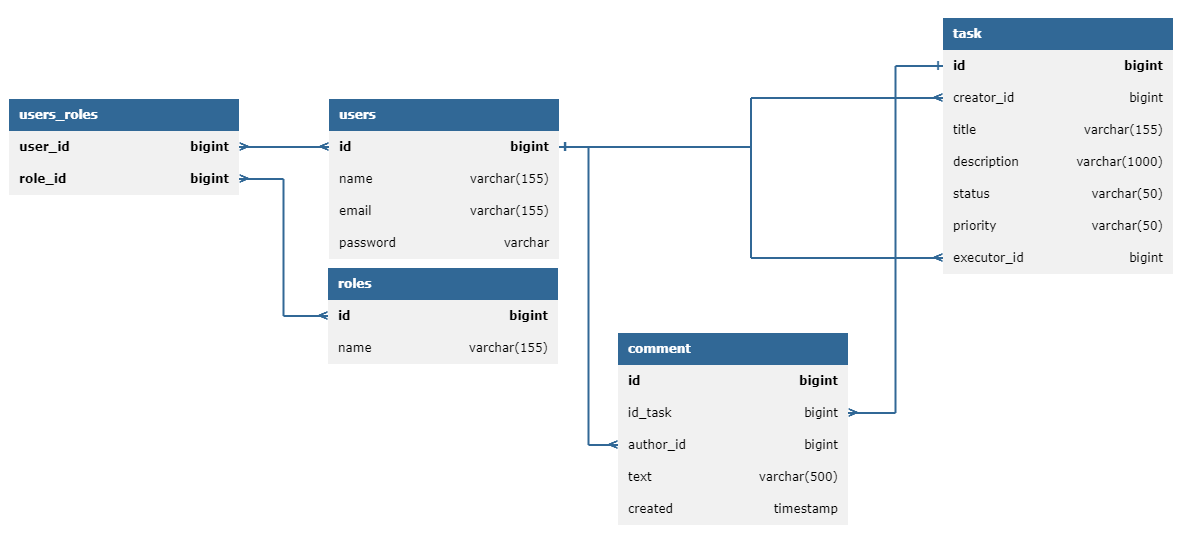 users_roles
user_id bigint
role_id bigint
users
id bigint
name varchar(155)
email varchar(155)
password varchar
roles
id bigint
name varchar(155)
comment
id bigint
id_task bigint
author_id bigint
text varchar(500)
created timestamp
task
id bigint
creator_id bigint
title varchar(155)
description varchar(1000)
status varchar(50)
priority varchar(50)
executor_id bigint